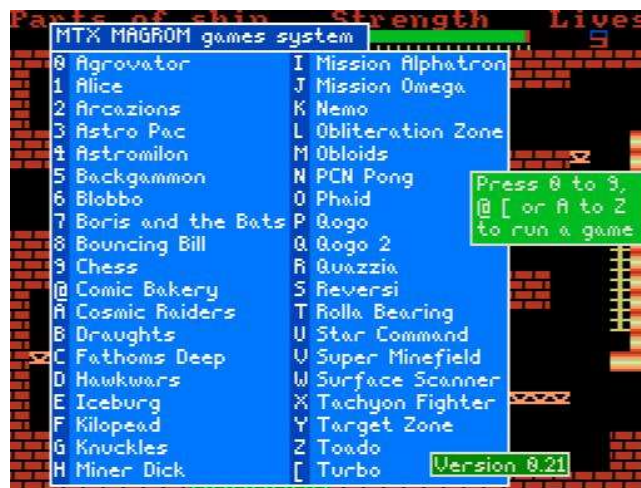 Parts of ship Strength Lives
9
MTX MAGROM games system
0 Agrovator
1 Alice
2 Arcazions
3 Astro Pac
4 Astromilon
5 Backgammon
6 Blobbo
7 Boris and the Bats
8 Bouncing Bill
9 Chess
@ Comic Bakery
A Cosmic Raiders
B Draughts
C Fathoms Deep
D Hawkwars
E Iceburg
F Kilopead
G Knuckles
H Miner Dick
I Mission Alphatron
J Mission Omega
K Nemo
L Obliteration Zone
M Obloids
N PCN Pong
O Phaid
P Qogo
Q Qogo 2
R Quazzia
S Reversi
T Rolla Bearing
U Star Command
V Super Minefield
W Surface Scanner
X Tachyon Fighter
Y Target Zone
Z Toado
[ Turbo
Press 0 to 9,
@ [ or A to Z
to run a game
Version 0.21